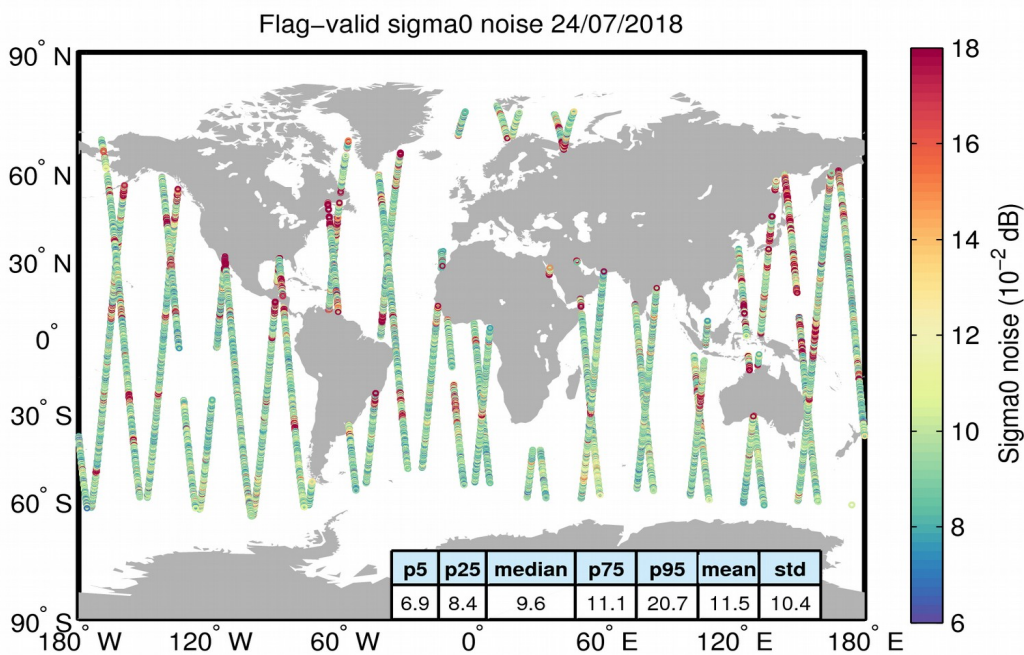 Flag−valid sigma0 noise 24/07/2018
90° N
60° N
30° N
0°
30° S
60° S
90° S
180° W
120° W
60° W
0°
60° E
120° E
180° E
p5 p25 median p75 p95 mean std
6.9 8.4 9.6 11.1 20.7 11.5 10.4
18
16
14
12
10
8
6
Sigma0 noise (10⁻² dB)